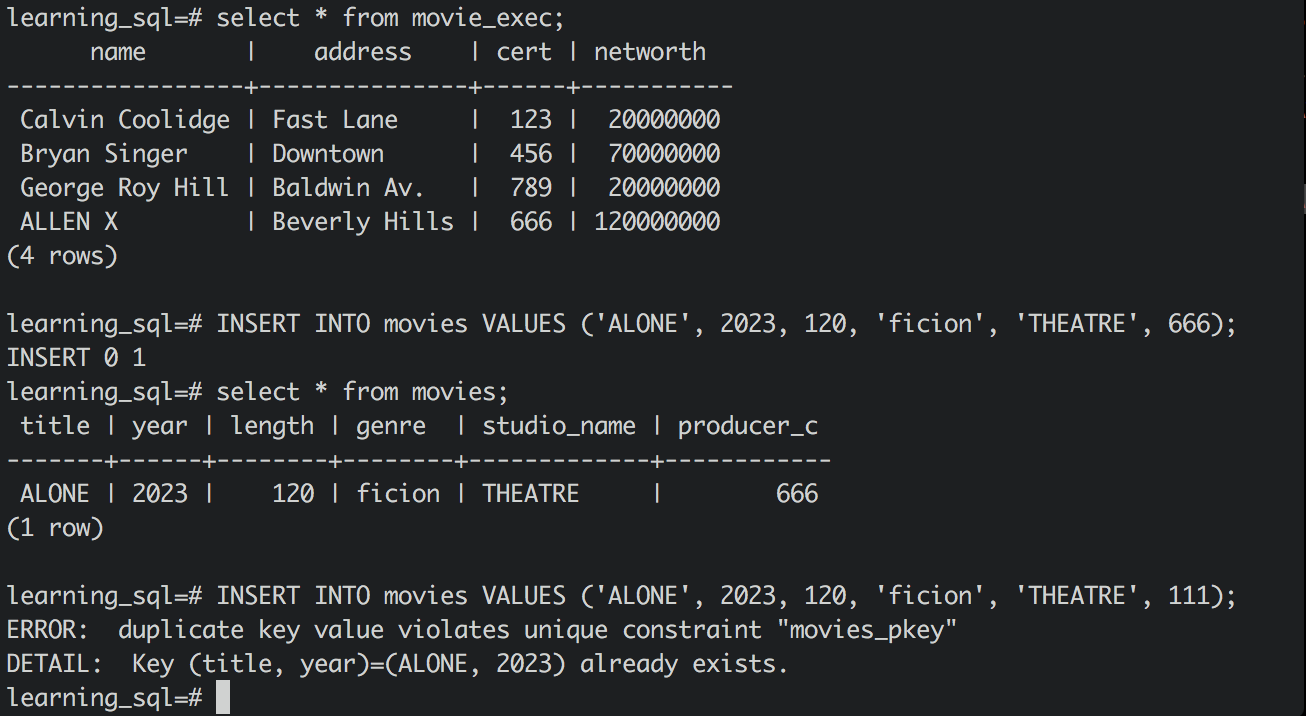 learning_sql=# select * from movie_exec;
      name       |    address    | cert | networth
-----------------+---------------+------+-----------
 Calvin Coolidge | Fast Lane     |  123 |  20000000
 Bryan Singer    | Downtown      |  456 |  70000000
 George Roy Hill | Baldwin Av.   |  789 |  20000000
 ALLEN X         | Beverly Hills |  666 | 120000000
(4 rows)

learning_sql=# INSERT INTO movies VALUES ('ALONE', 2023, 120, 'ficion', 'THEATRE', 666);
INSERT 0 1
learning_sql=# select * from movies;
 title | year | length | genre  | studio_name | producer_c
-------+------+--------+--------+-------------+------------
 ALONE | 2023 |    120 | ficion | THEATRE     |        666
(1 row)

learning_sql=# INSERT INTO movies VALUES ('ALONE', 2023, 120, 'ficion', 'THEATRE', 111);
ERROR:  duplicate key value violates unique constraint "movies_pkey"
DETAIL:  Key (title, year)=(ALONE, 2023) already exists.
learning_sql=#